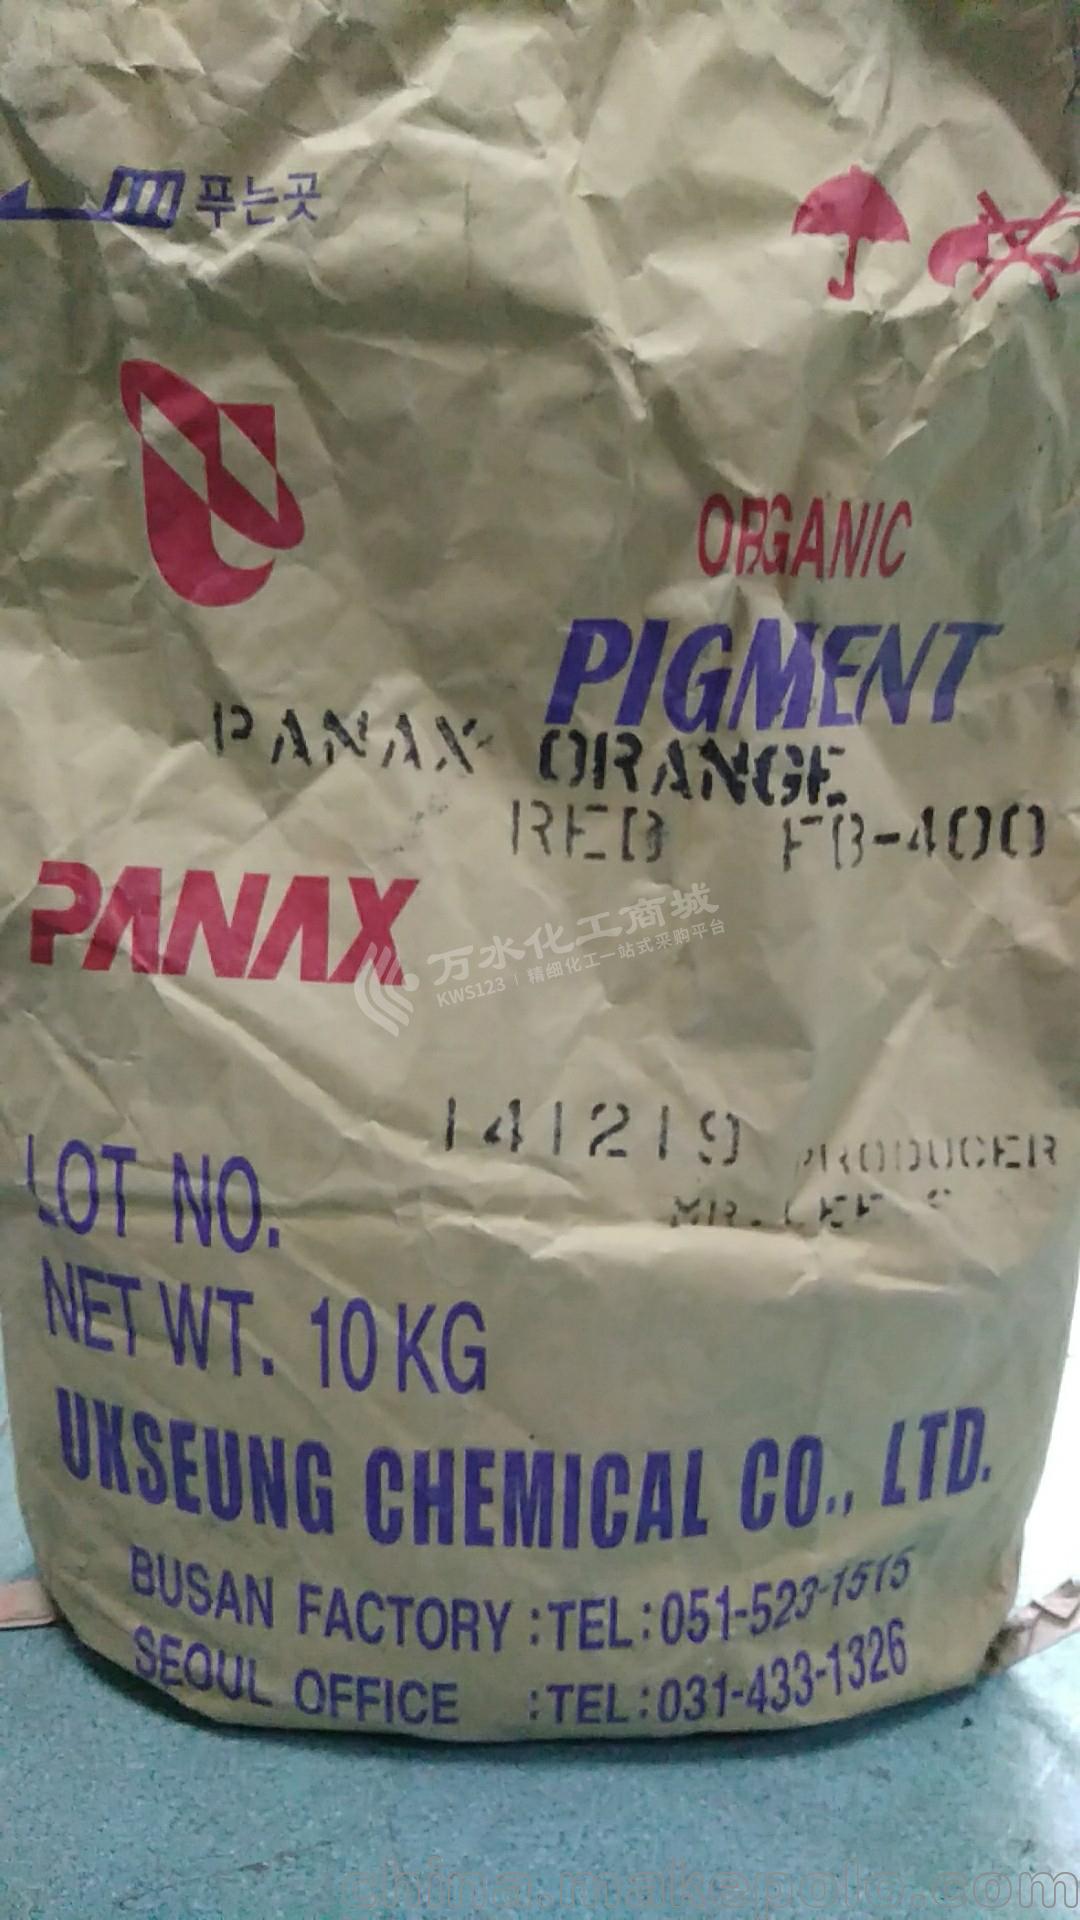 푸는곳
ORGANIC
PIGMENT
PANAX ORANGE
RED FB-400
PANAX
万水化工商城
KWS123 | 精细化工一站式采购平台
141219 PRODUCER
MR. LEE
LOT NO.
NET WT. 10 KG
UKSEUNG CHEMICAL CO., LTD.
BUSAN FACTORY : TEL : 051-523-1515
SEOUL OFFICE : TEL : 031-433-1326
china.makepolo.com